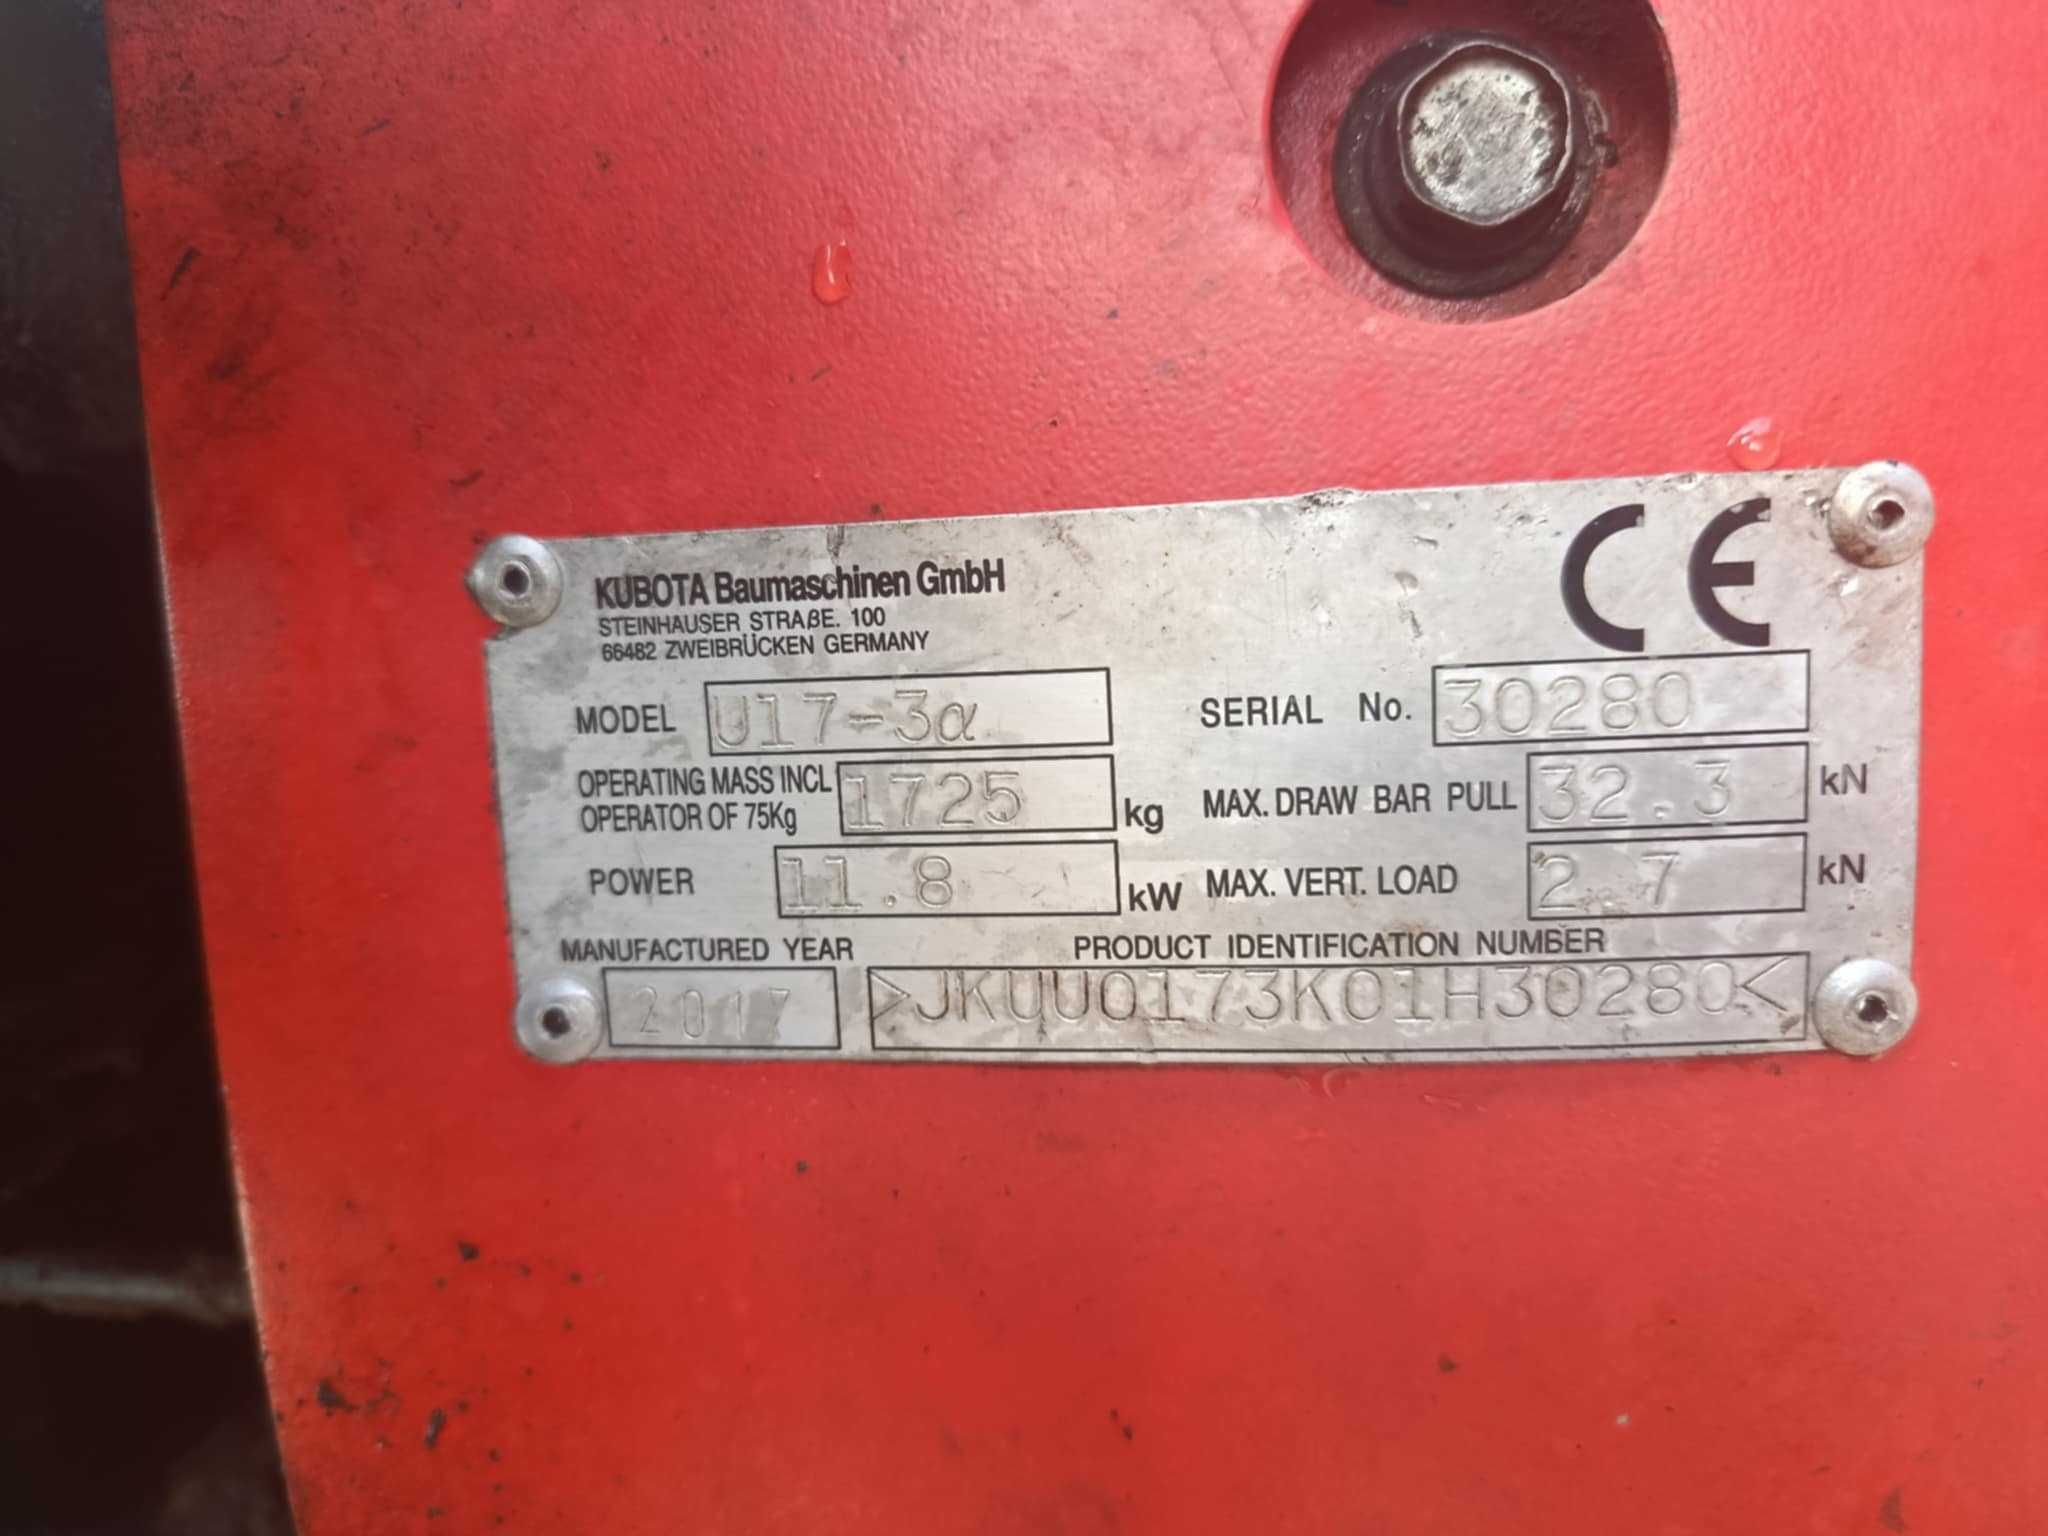 KUBOTA Baumaschinen GmbH
STEINHAUSER STRAßE. 100
66482 ZWEIBRÜCKEN GERMANY
CE
MODEL U17-3α
SERIAL No. 30280
OPERATING MASS INCL
OPERATOR OF 75Kg 1725 kg
MAX. DRAW BAR PULL 32.3 kN
POWER 11.8 kW
MAX. VERT. LOAD 2.7 kN
MANUFACTURED YEAR
2017
PRODUCT IDENTIFICATION NUMBER
>JKUU0173K01H30280<